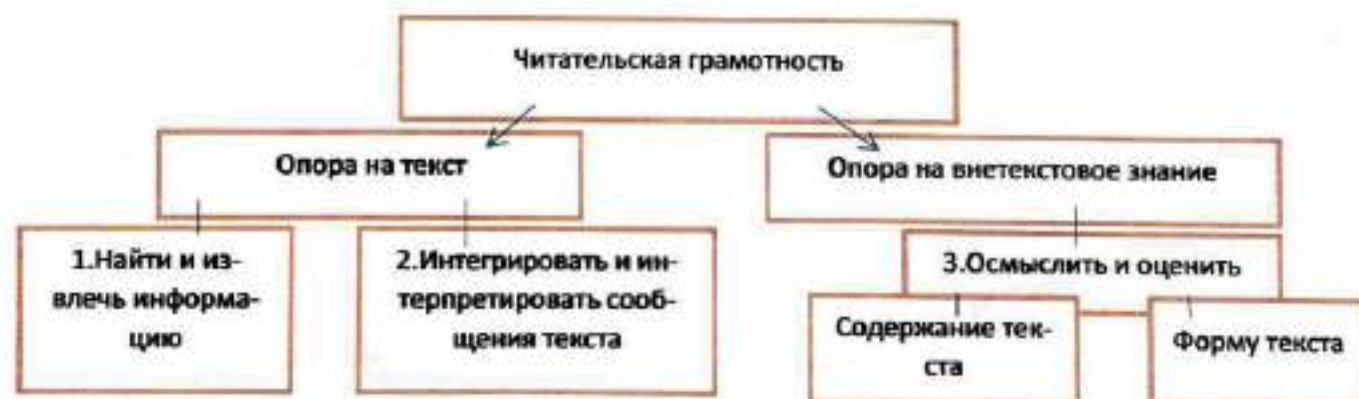 Читательская грамотность
Опора на текст
Опора на внетекстовое знание
1.Найти и из-
влечь информа-
цию
2.Интегрировать и ин-
терпретировать сооб-
щения текста
3.Осмыслить и оценить
Содержание тек-
ста
Форму текста